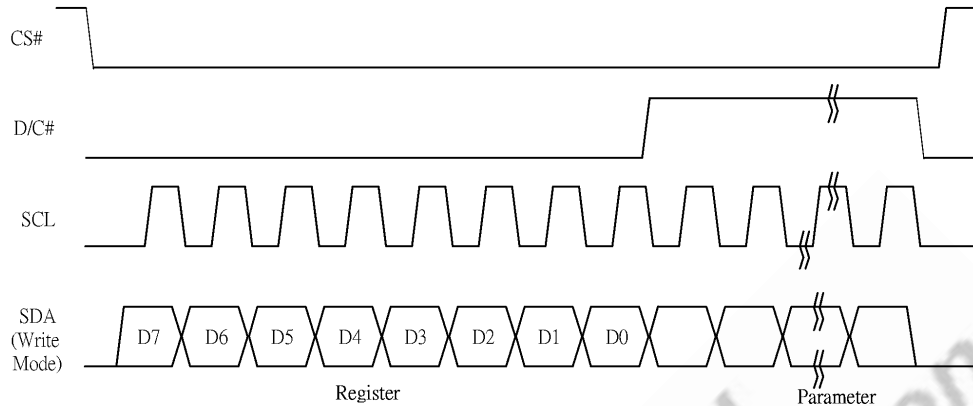 CS#
D/C#
SCL
SDA
(Write
Mode)
D7 D6 D5 D4 D3 D2 D1 D0
Register
Parameter